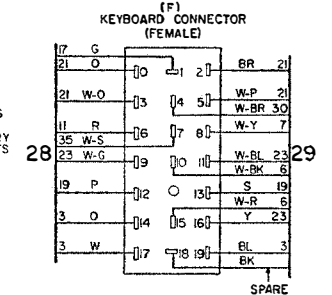 (F)
KEYBOARD CONNECTOR
(FEMALE)
17 G
21 O 0 1 2 BR 21
21 W-O 3 4 5 W-P 21
W-BR 30
11 R 6 7 8 W-Y 7
35 W-S
28 23 W-G 9 10 11 W-BL 23 29
W-BK 6
19 P 12 13 S 19
W-R 6
3 O 14 15 16 Y 23
3 W 17 18 19 BL 3
BK
SPARE